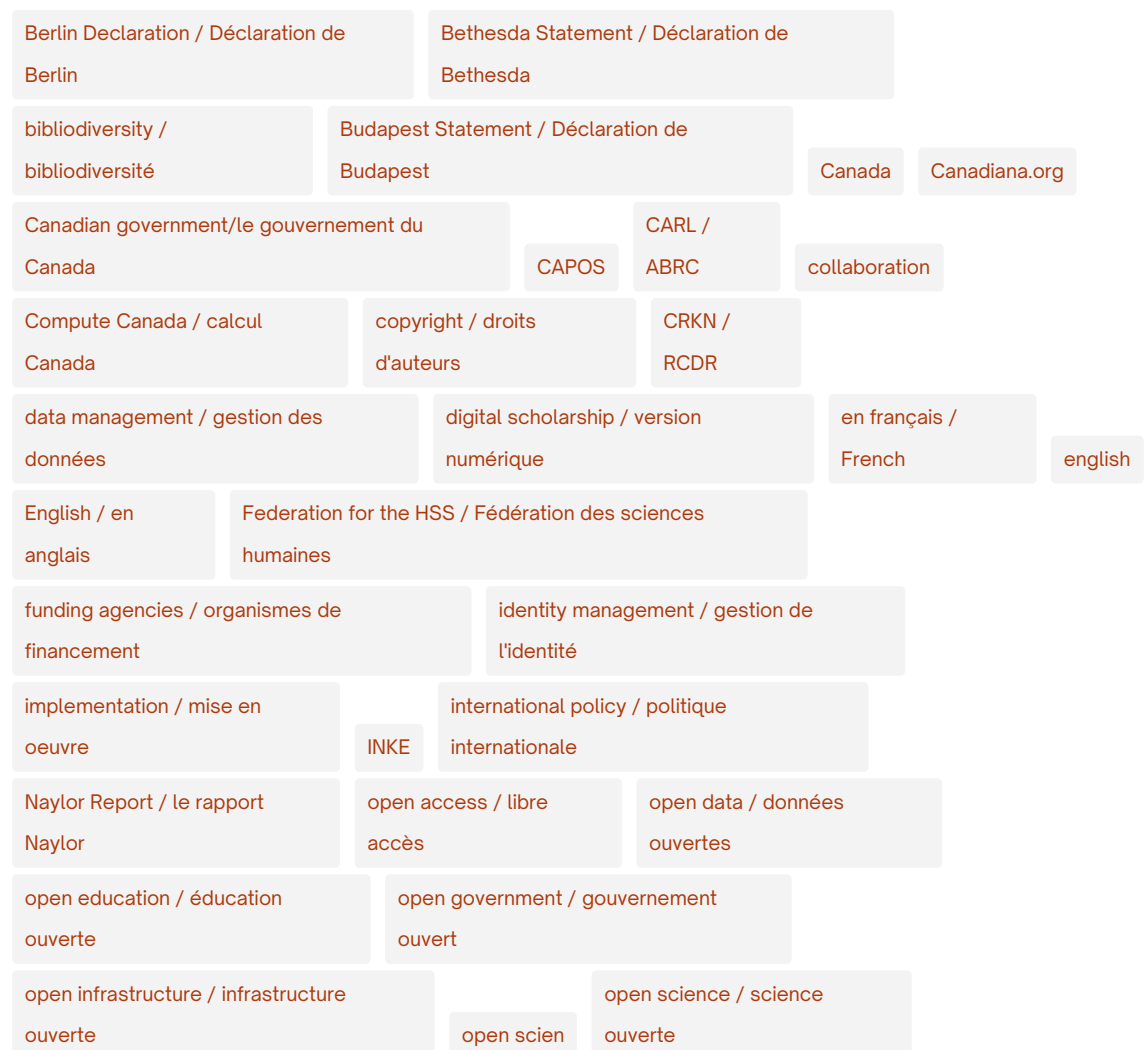 Berlin Declaration / Déclaration de
Berlin
Bethesda Statement / Déclaration de
Bethesda
bibliodiversity /
bibliodiversité
Budapest Statement / Déclaration de
Budapest
Canada
Canadiana.org
Canadian government/le gouvernement du
Canada
CAPOS
CARL /
ABRC
collaboration
Compute Canada / calcul
Canada
copyright / droits
d'auteurs
CRKN /
RCDR
data management / gestion des
données
digital scholarship / version
numérique
en français /
French
english
English / en
anglais
Federation for the HSS / Fédération des sciences
humaines
funding agencies / organismes de
financement
identity management / gestion de
l'identité
implementation / mise en
oeuvre
INKE
international policy / politique
internationale
Naylor Report / le rapport
Naylor
open access / libre
accès
open data / données
ouvertes
open education / éducation
ouverte
open government / gouvernement
ouvert
open infrastructure / infrastructure
ouverte
open scien
open science / science
ouverte